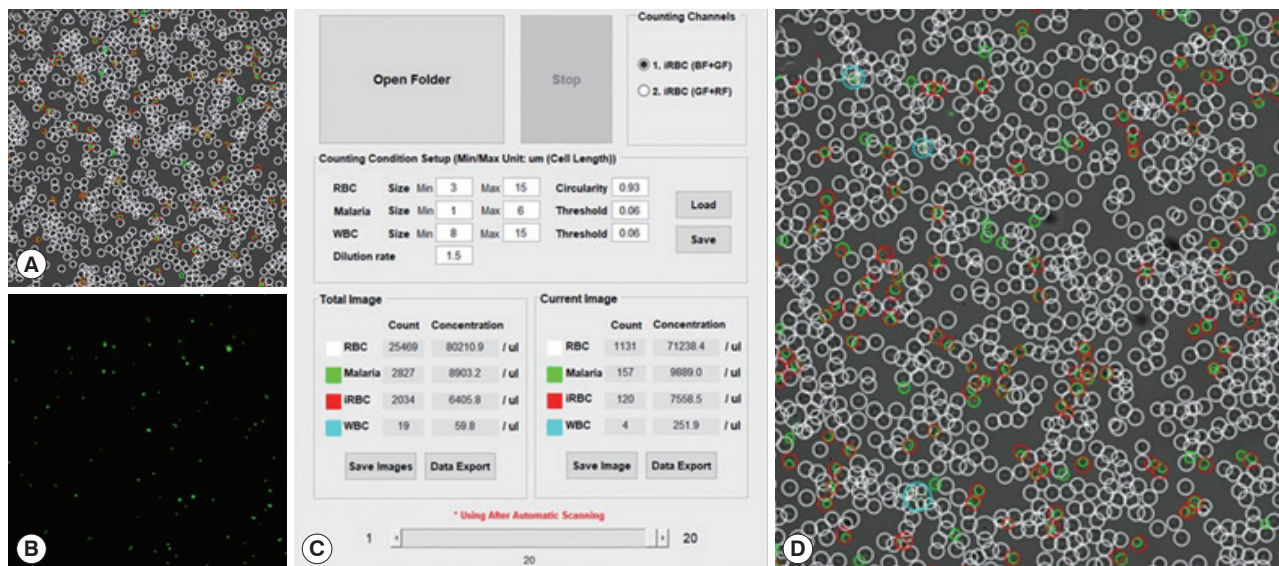 A
B
Open Folder
Stop
Counting Channels
1. iRBC (BF+GF)
2. iRBC (GF+RF)
Counting Condition Setup (Min/Max Unit: um (Cell Length))
RBC Size Min 3 Max 15 Circularity 0.93
Malaria Size Min 1 Max 6 Threshold 0.06
WBC Size Min 8 Max 15 Threshold 0.06
Dilution rate 1.5
Load
Save
Total Image
Count Concentration
RBC 25469 80210.9 / ul
Malaria 2827 8903.2 / ul
iRBC 2034 6405.8 / ul
WBC 19 59.8 / ul
Save Images Data Export
Current Image
Count Concentration
RBC 1131 71238.4 / ul
Malaria 157 9889.0 / ul
iRBC 120 7558.5 / ul
WBC 4 251.9 / ul
Save Image Data Export
* Using After Automatic Scanning
1 20
20
C
D